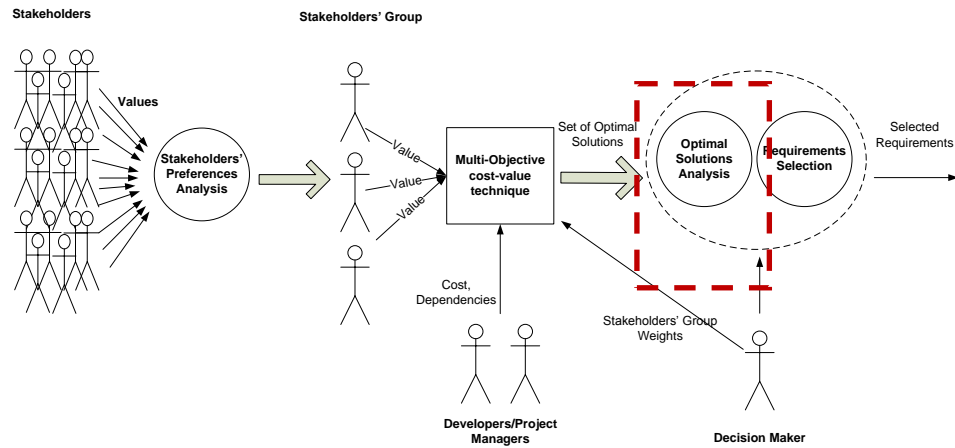 Stakeholders
Stakeholders' Group
Values
Stakeholders'
Preferences
Analysis
Value
Value
Value
Multi-Objective
cost-value
technique
Set of Optimal
Solutions
Optimal
Solutions
Analysis
Requirements
Selection
Selected
Requirements
Cost,
Dependencies
Stakeholders' Group
Weights
Developers/Project
Managers
Decision Maker